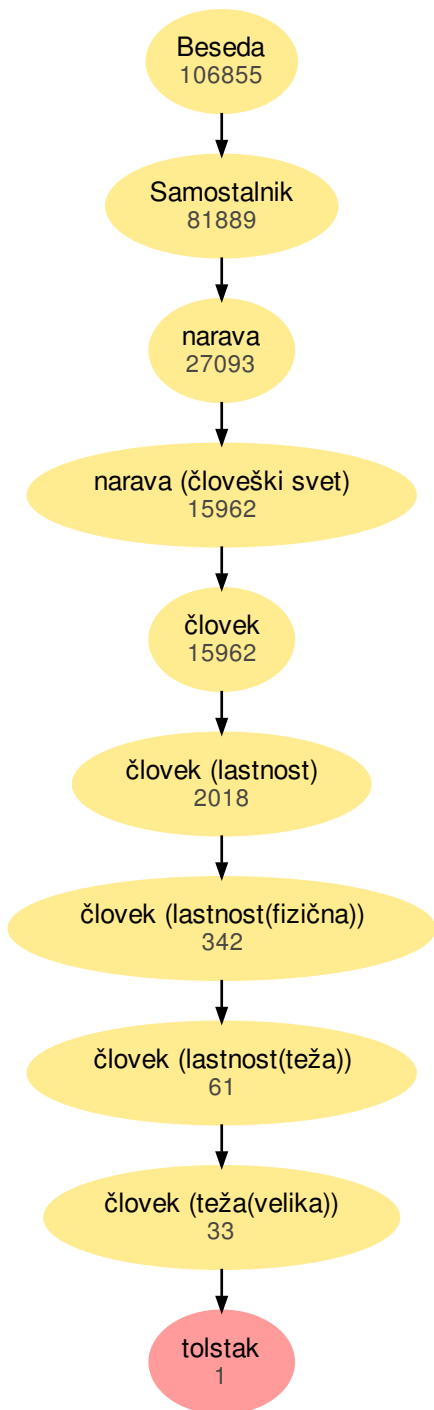 Beseda
106855
Samostalnik
81889
narava
27093
narava (človeški svet)
15962
človek
15962
človek (lastnost)
2018
človek (lastnost(fizična))
342
človek (lastnost(teža))
61
človek (teža(velika))
33
tolstak
1